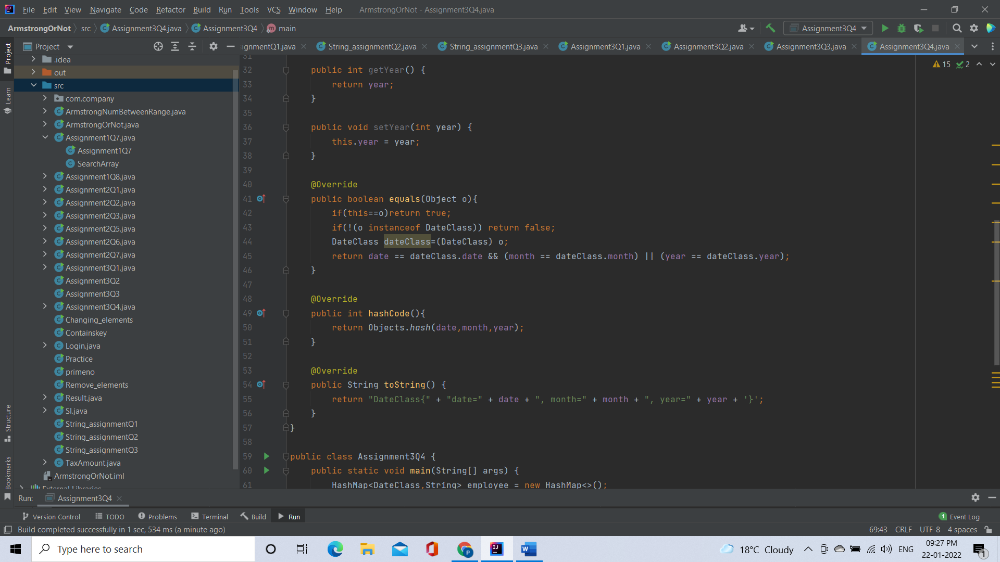 File Edit View Navigate Code Refactor Build Run Tools VCS Window Help ArmstrongOrNot - Assignment3Q4.java
ArmstrongOrNot src Assignment3Q4.java Assignment3Q4 main Assignment3Q4
Project ignmentQ1.java String_assignmentQ2.java String_assignmentQ3.java Assignment3Q1.java Assignment3Q2.java Assignment3Q3.java Assignment3Q4.java
Project
Learn
Structure
Bookmarks
.idea
out
src
com.company
ArmstrongNumBetweenRange.java
ArmstrongOrNot.java
Assignment1Q7.java
Assignment1Q7
SearchArray
Assignment1Q8.java
Assignment2Q1.java
Assignment2Q2.java
Assignment2Q3.java
Assignment2Q5.java
Assignment2Q6.java
Assignment2Q7.java
Assignment3Q1.java
Assignment3Q2
Assignment3Q3
Assignment3Q4.java
Changing_elements
Containskey
Login.java
Practice
primeno
Remove_elements
Result.java
SI.java
String_assignmentQ1
String_assignmentQ2
String_assignmentQ3
TaxAmount.java
ArmstrongOrNot.iml
External Libraries
15 2
31
32 public int getYear() {
33 return year;
34 }
35
36 public void setYear(int year) {
37 this.year = year;
38 }
39
40 @Override
41 public boolean equals(Object o){
42 if(this==o)return true;
43 if(!(o instanceof DateClass)) return false;
44 DateClass dateClass=(DateClass) o;
45 return date == dateClass.date && (month == dateClass.month) || (year == dateClass.year);
46 }
47
48 @Override
49 public int hashCode(){
50 return Objects.hash(date,month,year);
51 }
52
53 @Override
54 public String toString() {
55 return "DateClass{" + "date=" + date + ", month=" + month + ", year=" + year + '}';
56 }
57 }
58
59 public class Assignment3Q4 {
60 public static void main(String[] args) {
61 HashMap<DateClass,String> employee = new HashMap<>();
Run: Assignment3Q4
Version Control TODO Problems Terminal Build Run 1 Event Log
Build completed successfully in 1 sec, 534 ms (a minute ago) 69:43 CRLF UTF-8 4 spaces
Type here to search 18°C Cloudy ENG 09:27 PM
22-01-2022 1